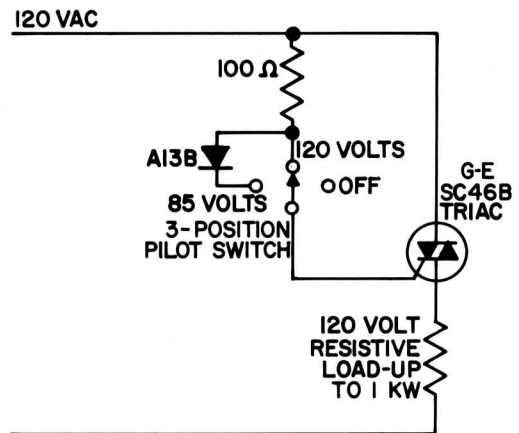 120 VAC
100 Ω
A13B
120 VOLTS
OFF
85 VOLTS
3-POSITION
PILOT SWITCH
G-E
SC46B
TRIAC
120 VOLT
RESISTIVE
LOAD-UP
TO 1 KW